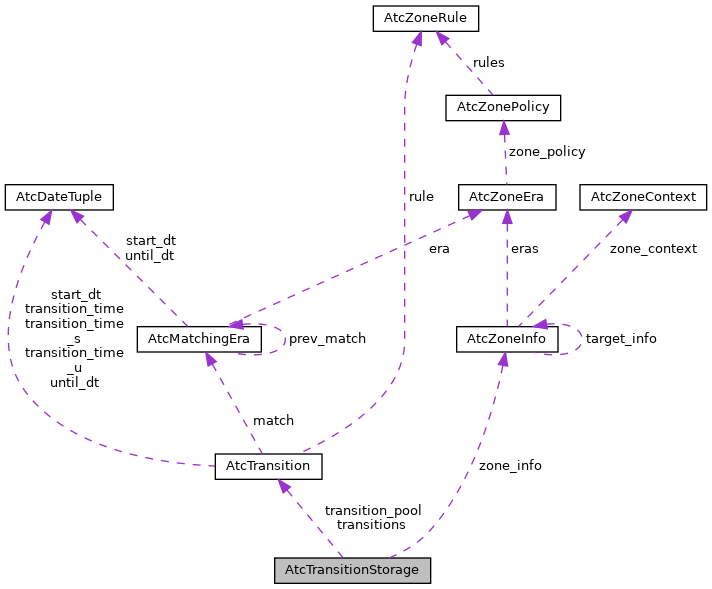 AtcZoneRule
rules
AtcZonePolicy
zone_policy
AtcDateTuple
rule
AtcZoneEra
AtcZoneContext
start_dt
until_dt
era
eras
zone_context
start_dt
transition_time
transition_time
_s
transition_time
_u
until_dt
AtcMatchingEra
prev_match
AtcZoneInfo
target_info
match
AtcTransition
zone_info
transition_pool
transitions
AtcTransitionStorage